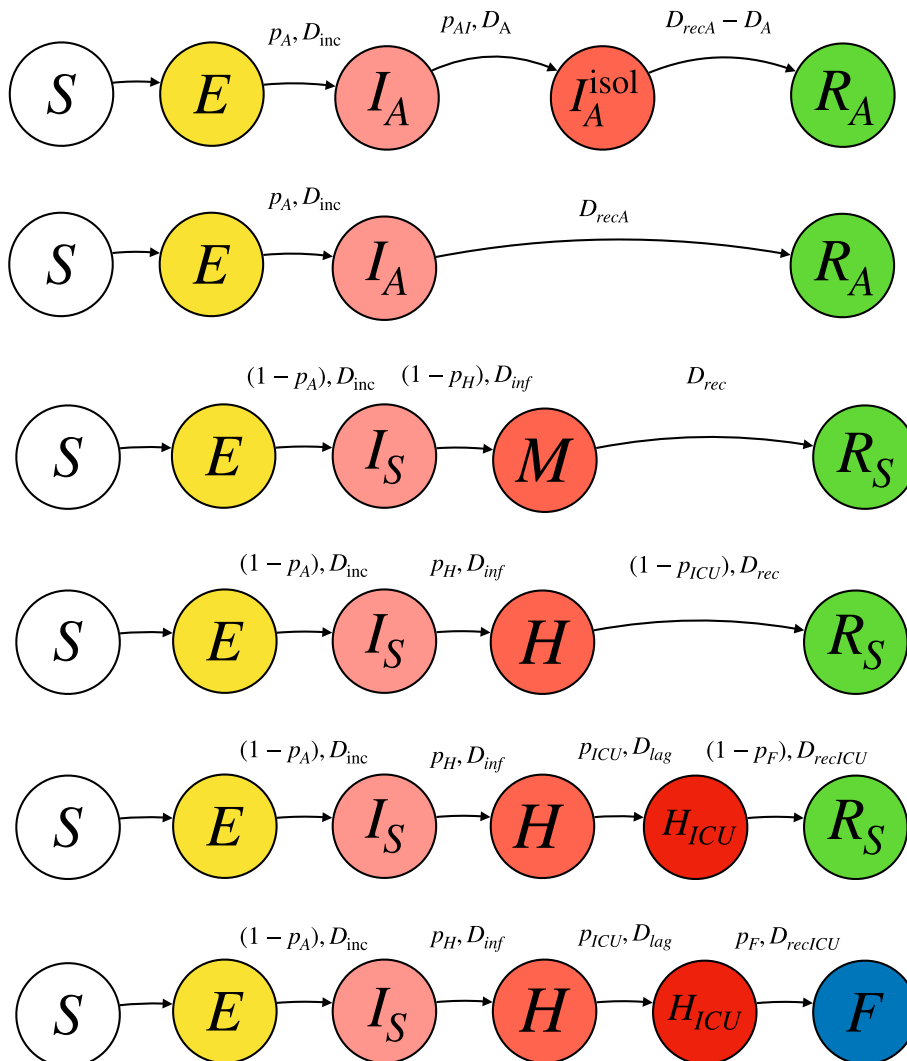 p_A, D_inc p_AI, D_A D_recA − D_A
S E I_A I_A^isol R_A
p_A, D_inc D_recA
S E I_A R_A
(1 − p_A), D_inc (1 − p_H), D_inf D_rec
S E I_S M R_S
(1 − p_A), D_inc p_H, D_inf (1 − p_ICU), D_rec
S E I_S H R_S
(1 − p_A), D_inc p_H, D_inf p_ICU, D_lag (1 − p_F), D_recICU
S E I_S H H_ICU R_S
(1 − p_A), D_inc p_H, D_inf p_ICU, D_lag p_F, D_recICU
S E I_S H H_ICU F